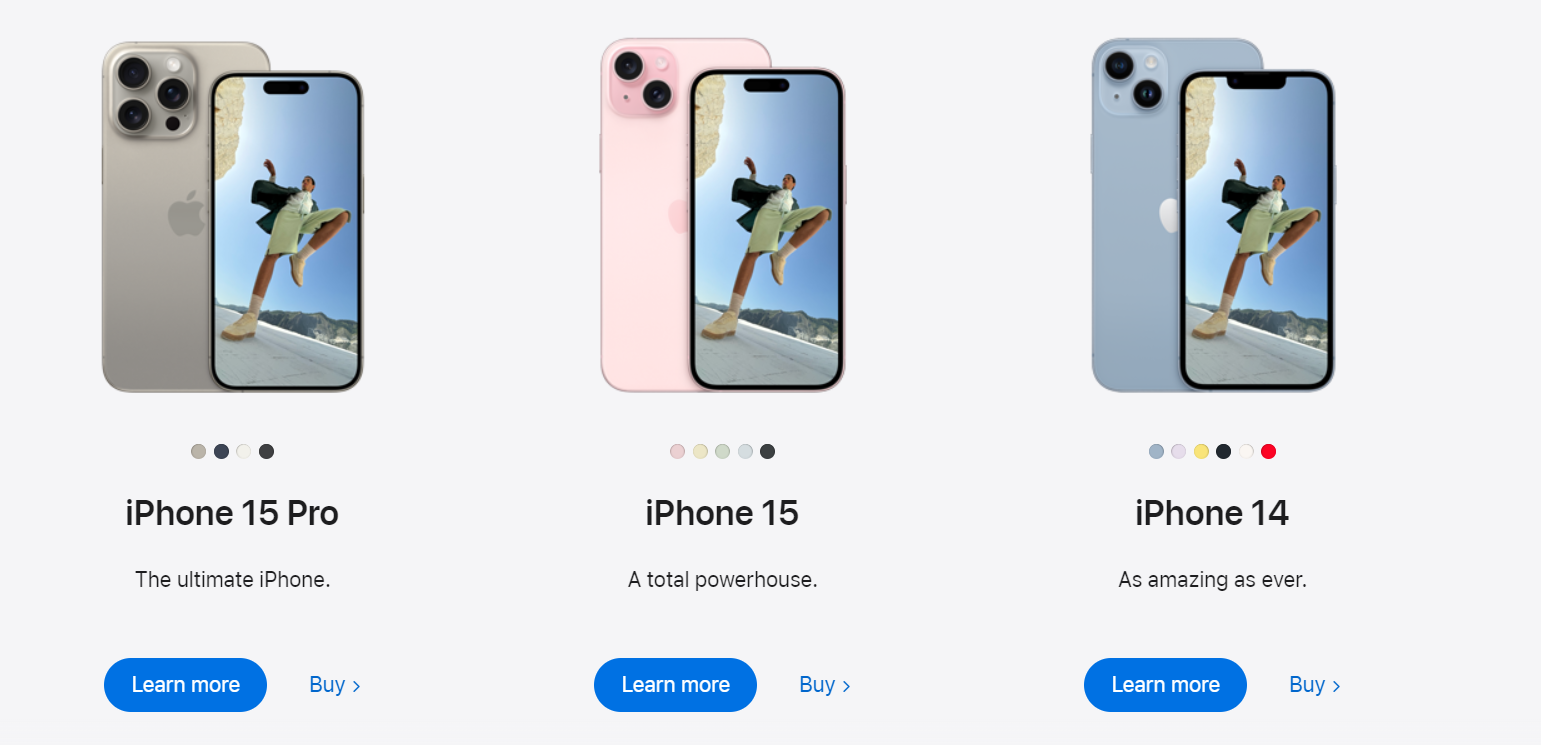 iPhone 15 Pro
The ultimate iPhone.
Learn more
Buy >
iPhone 15
A total powerhouse.
Learn more
Buy >
iPhone 14
As amazing as ever.
Learn more
Buy >